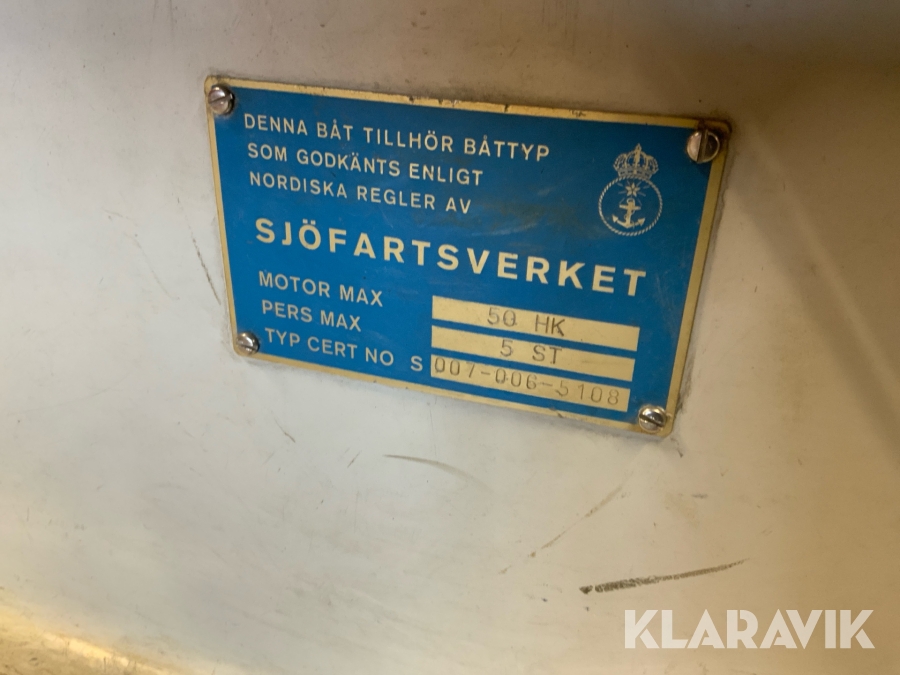 DENNA BÅT TILLHÖR BÅTTYP
SOM GODKÄNTS ENLIGT
NORDISKA REGLER AV
SJÖFARTSVERKET
MOTOR MAX 50 HK
PERS MAX 5 ST
TYP CERT NO S 007-006-5108
KLARAVIK